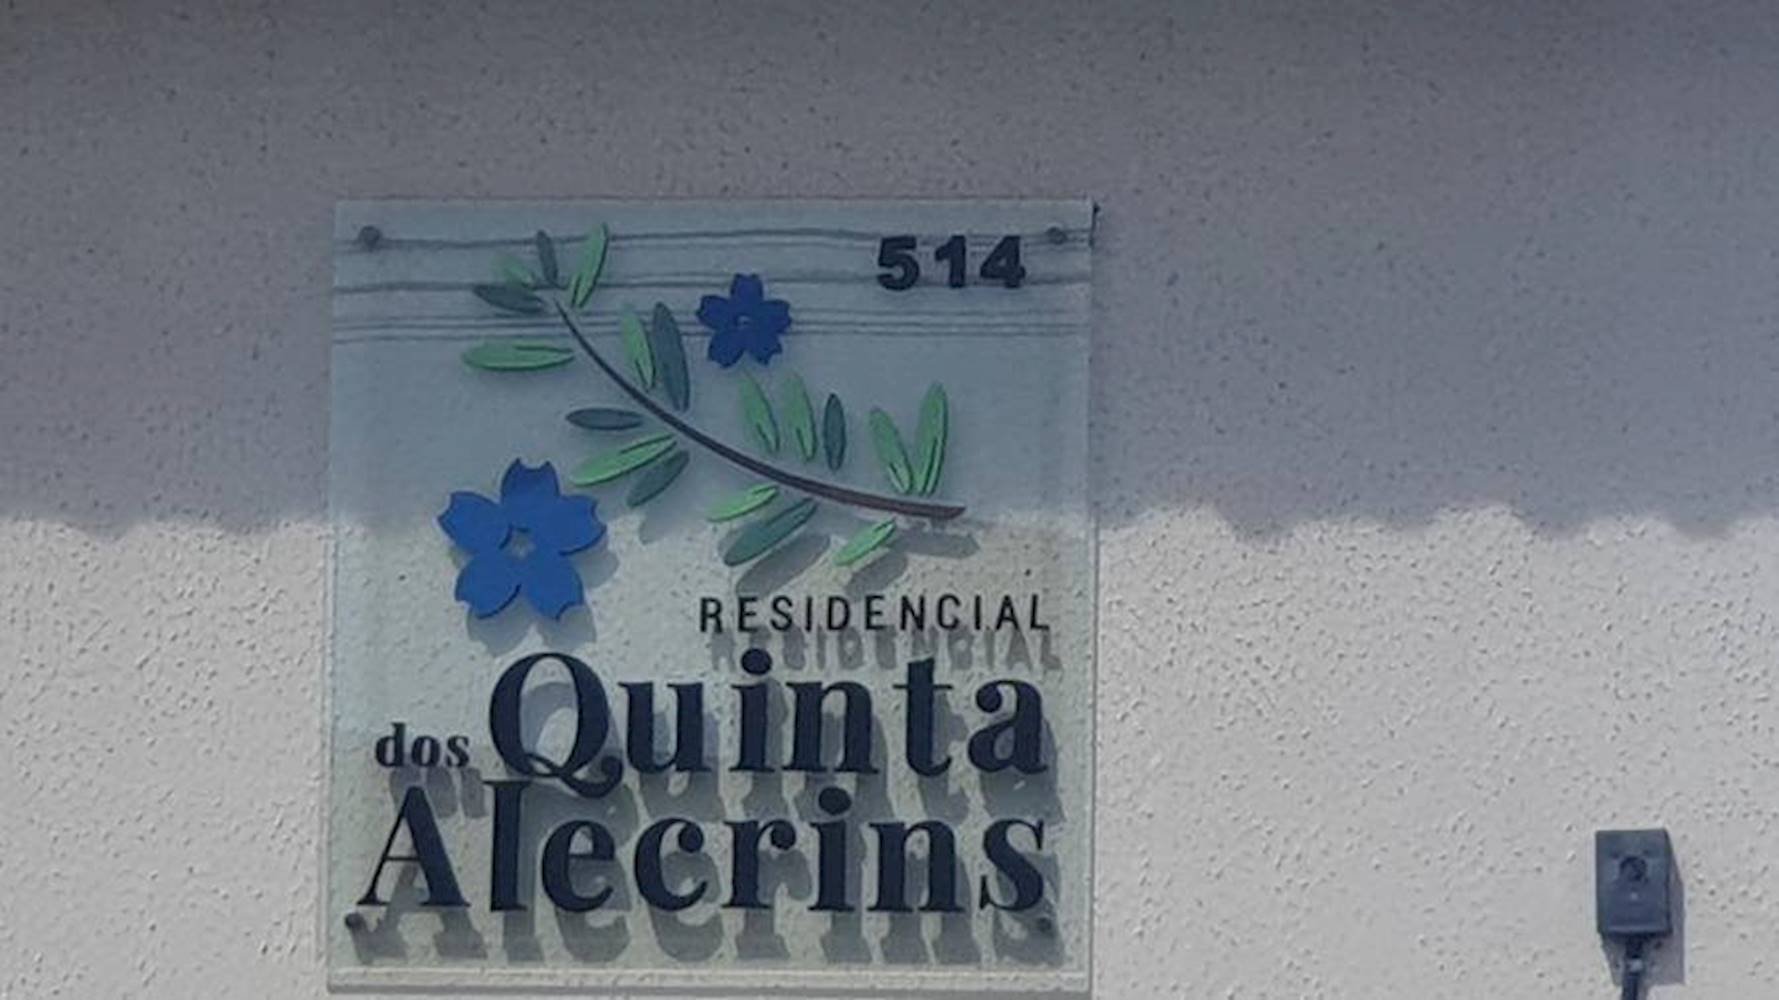 514
RESIDENCIAL
Quinta
dos
Alecrins